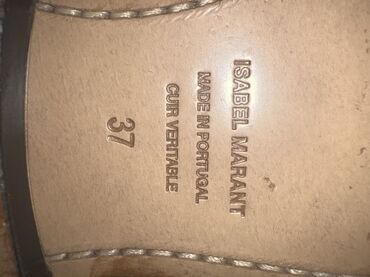 ISABEL MARANT
MADE IN PORTUGAL
CUIR VERITABLE
37